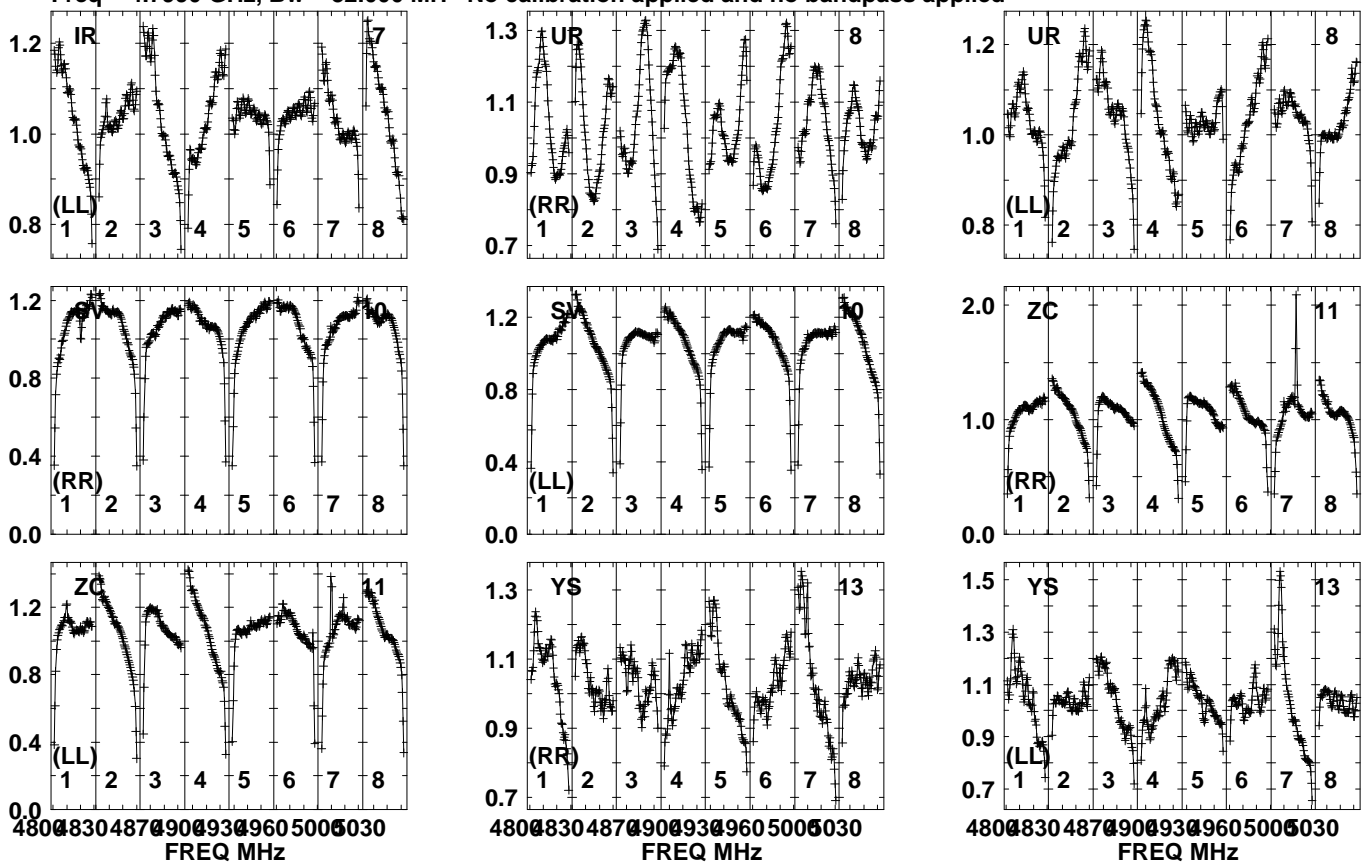 Freq = GHz, Bw = 32.000 MH No calibration applied and no bandpass applied
IR 7
1.2
1.0
0.8
(LL)
1 2 3 4 5 6 7 8
UR 8
1.3
1.1
0.9
0.7
(RR)
1 2 3 4 5 6 7 8
UR 8
1.2
1.0
0.8
(LL)
1 2 3 4 5 6 7 8
SV 10
1.2
0.8
0.4
0.0
(RR)
1 2 3 4 5 6 7 8
SV 10
1.2
0.8
0.4
0.0
(LL)
1 2 3 4 5 6 7 8
ZC 11
2.0
1.0
0.0
(RR)
1 2 3 4 5 6 7 8
ZC 11
1.2
0.8
0.4
0.0
(LL)
1 2 3 4 5 6 7 8
4800 4830 4870 4900 4930 4960 5000 5030
FREQ MHz
YS 13
1.3
1.1
0.9
0.7
(RR)
1 2 3 4 5 6 7 8
4800 4830 4870 4900 4930 4960 5000 5030
FREQ MHz
YS 13
1.5
1.3
1.1
0.9
0.7
(LL)
1 2 3 4 5 6 7 8
4800 4830 4870 4900 4930 4960 5000 5030
FREQ MHz